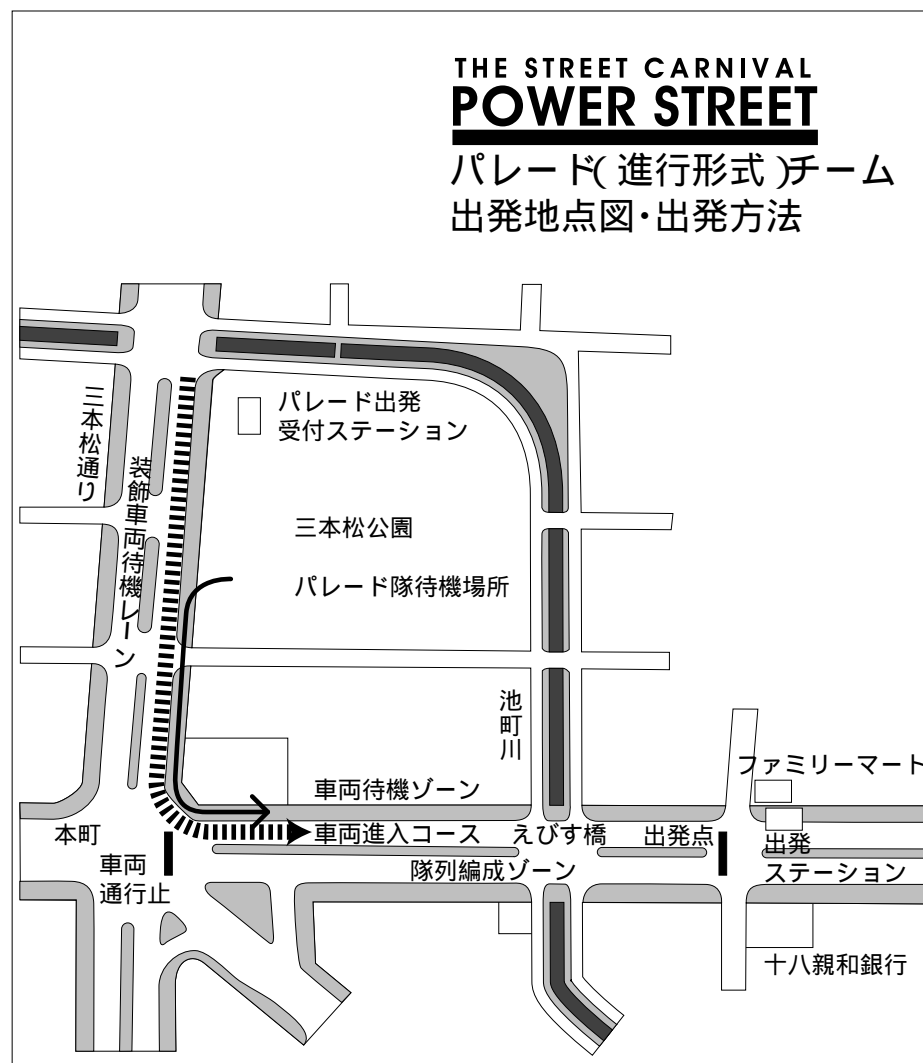 THE STREET CARNIVAL
POWER STREET
パレード(進行形式)チーム
出発地点図･出発方法
三本松通り
パレード出発
受付ステーション
装飾車両待機レーン
三本松公園
パレード隊待機場所
池町川
ファミリーマート
車両待機ゾーン
本町
車両進入コース
えびす橋
出発点
出発
ステーション
車両
通行止
隊列編成ゾーン
十八親和銀行